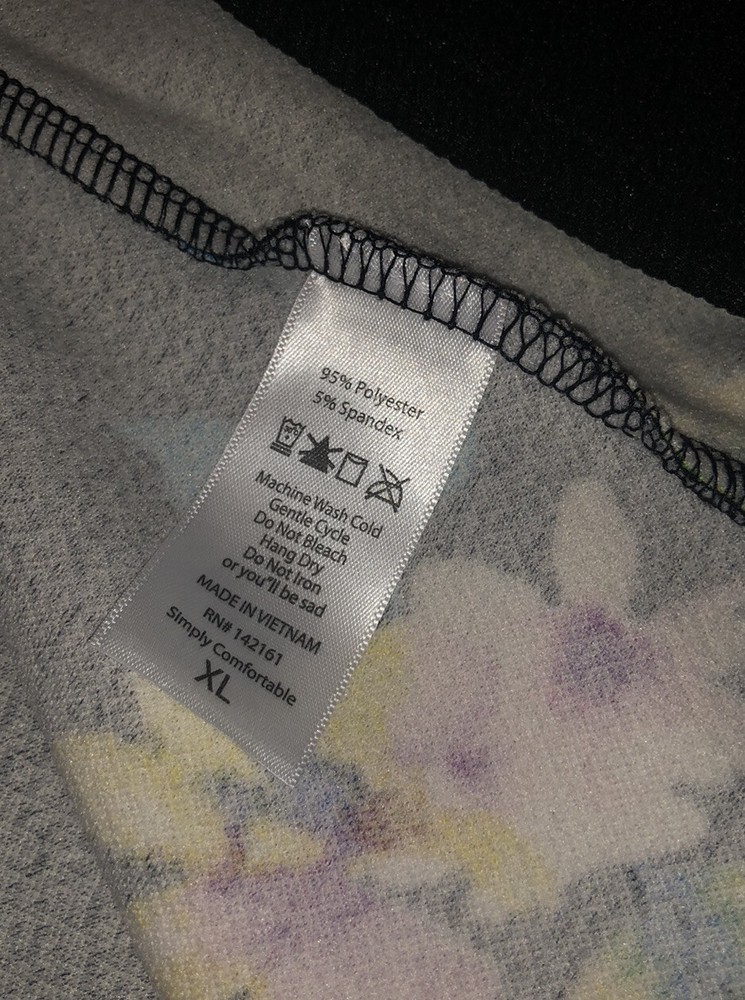 95% Polyester
5% Spandex
Machine Wash Cold
Gentle Cycle
Do Not Bleach
Hang Dry
Do Not Iron
or you"ll be sad
MADE IN VIETNAM
RN# 142161
Simply Comfortable
XL